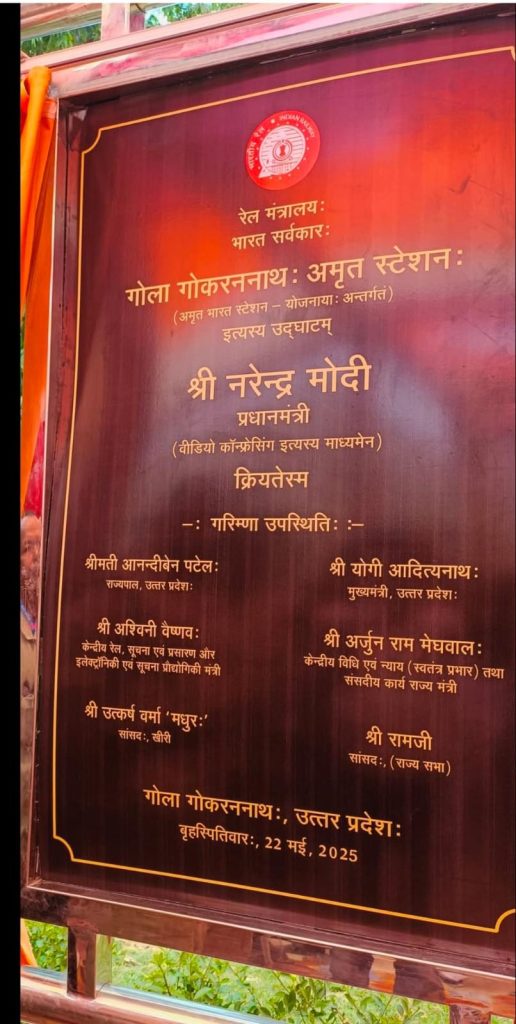 भारतीय रेल INDIAN RAILWAY
रेल मंत्रालय:
भारत सर्वकार:
गोला गोकरननाथ: अमृत स्टेशन:
(अमृत भारत स्टेशन – योजनाया: अन्तर्गतं)
इत्यस्य उद्घाटम्
श्री नरेन्द्र मोदी
प्रधानमंत्री
(वीडियो कॉन्फ्रेसिंग इत्यस्य माध्यमेन)
क्रियतेस्म
–: गरिम्णा उपस्थिति: :–
श्रीमती आनन्दीबेन पटेल:
राज्यपाल, उत्तर प्रदेश:
श्री योगी आदित्यनाथ:
मुख्यमंत्री, उत्तर प्रदेश:
श्री अश्विनी वैष्णव:
केन्द्रीय रेल, सूचना एवं प्रसारण और
इलेक्ट्रॉनिकी एवं सूचना प्रौद्योगिकी मंत्री
श्री अर्जुन राम मेघवाल:
केन्द्रीय विधि एवं न्याय (स्वतंत्र प्रभार) तथा
संसदीय कार्य राज्य मंत्री
श्री उत्कर्ष वर्मा 'मधुर:'
सांसद:, खीरी
श्री रामजी
सांसद:, (राज्य सभा)
गोला गोकरननाथ:, उत्तर प्रदेश:
बृहस्पितिवार:, 22 मई, 2025